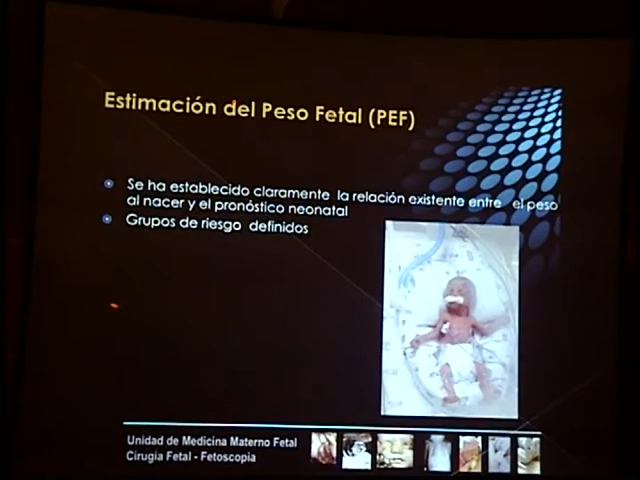 Estimación del Peso Fetal (PEF)
Se ha establecido claramente la relación existente entre el peso
al nacer y el pronóstico neonatal
Grupos de riesgo definidos
Unidad de Medicina Materno Fetal
Cirugía Fetal - Fetoscopia